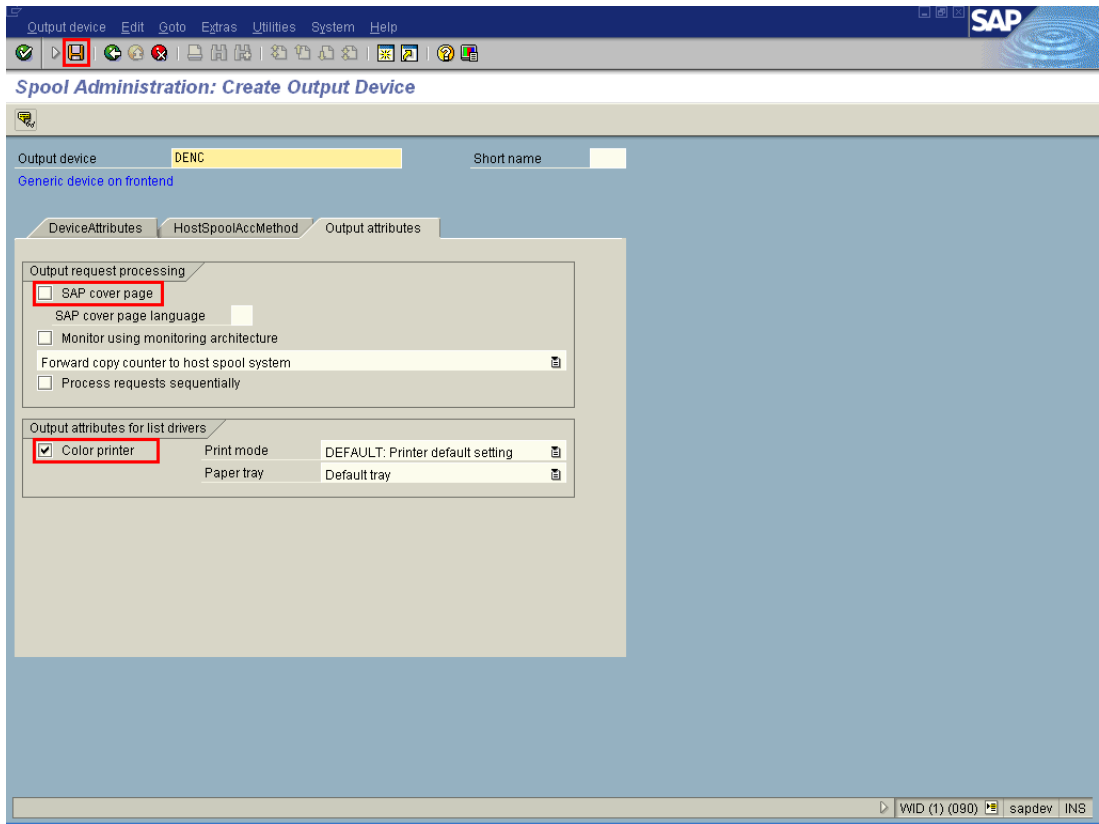 Output device Edit Goto Extras Utilities System Help
SAP
Spool Administration: Create Output Device
Output device DENC Short name
Generic device on frontend
DeviceAttributes HostSpoolAccMethod Output attributes
Output request processing
SAP cover page
SAP cover page language
Monitor using monitoring architecture
Forward copy counter to host spool system
Process requests sequentially
Output attributes for list drivers
Color printer Print mode DEFAULT: Printer default setting
Paper tray Default tray
WID (1) (090) sapdev INS